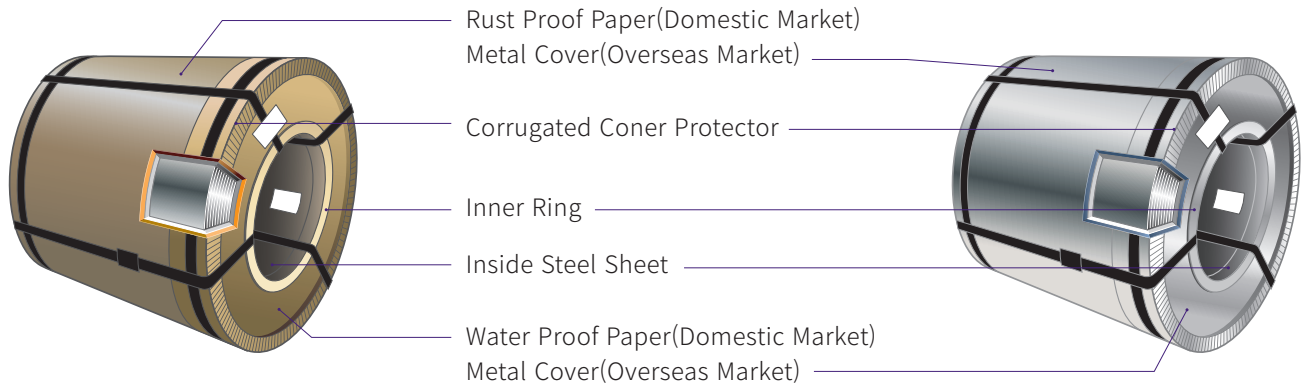 Rust Proof Paper(Domestic Market)
Metal Cover(Overseas Market)
Corrugated Coner Protector
Inner Ring
Inside Steel Sheet
Water Proof Paper(Domestic Market)
Metal Cover(Overseas Market)